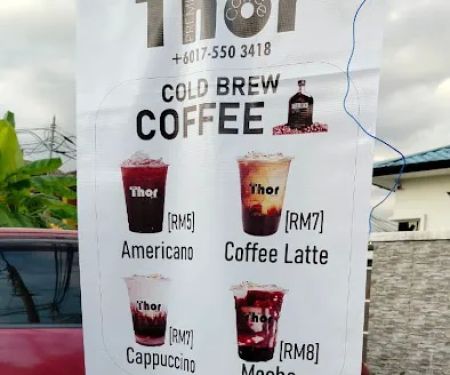 Thor
+6017-550 3418
COLD BREW
COFFEE
Thor
[RM5]
Americano
Thor
[RM7]
Coffee Latte
Thor
[RM7]
Cappuccino
Thor
[RM8]
Mocha